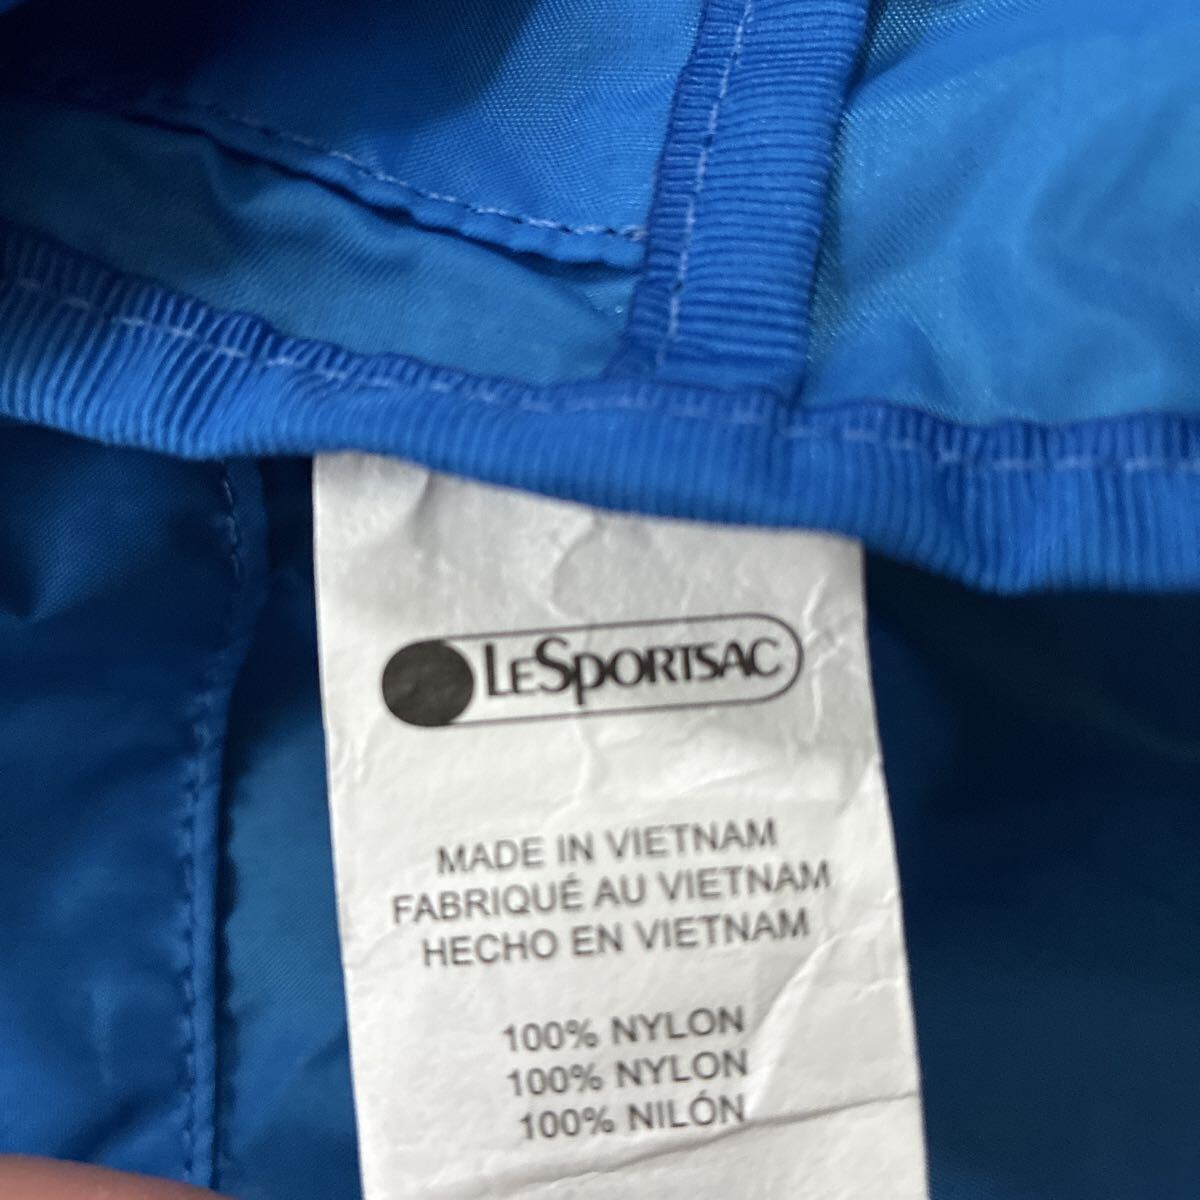 LESPORTSAC
MADE IN VIETNAM
FABRIQUÉ AU VIETNAM
HECHO EN VIETNAM
100% NYLON
100% NYLON
100% NILÓN